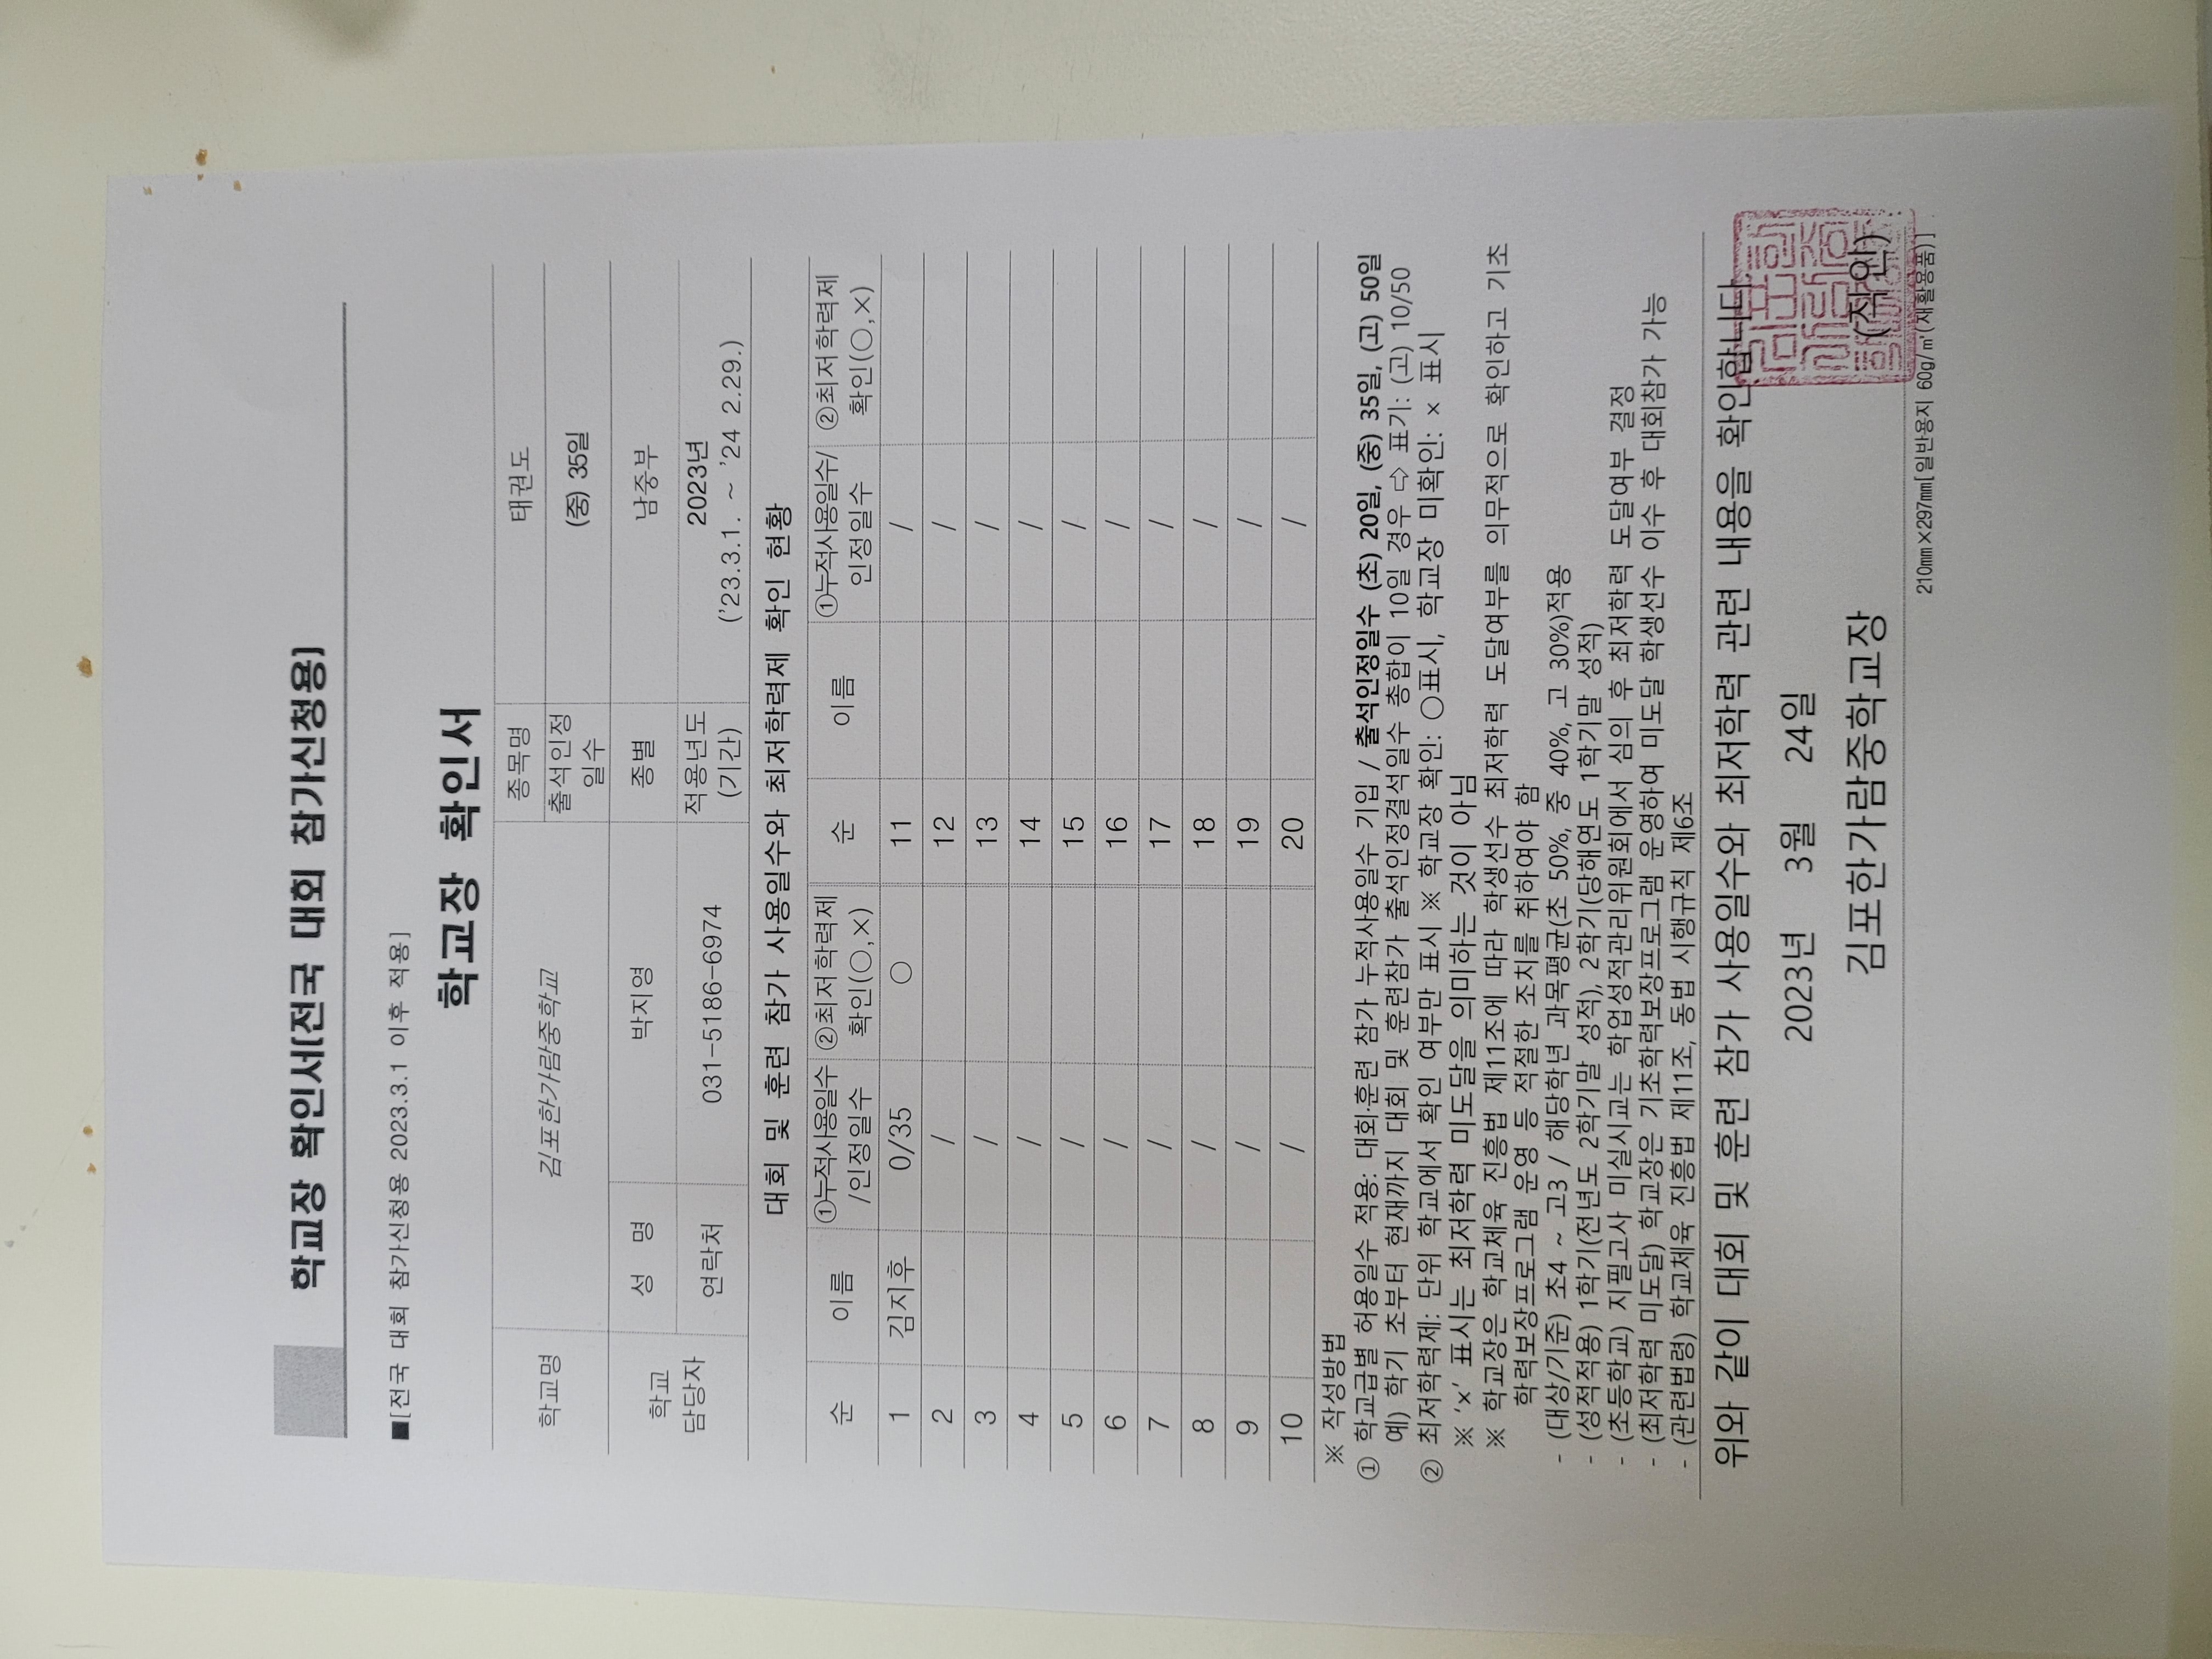 학교장 확인서[전국 대회 참가신청용]
■[전국 대회 참가신청용 2023.3.1 이후 적용]
학교장 확인서
학교명 김포한가람중학교 종목명 태권도
출석인정일수 (중) 35일
학교 담당자 성 명 박지영 종별 남중부
연락처 031-5186-6974 적용년도(기간) 2023년
('23.3.1. ~ '24 2.29.)
대회 및 훈련 참가 사용일수와 최저학력제 확인 현황
순 이름 ①누적사용일수/인정일수 ②최저학력제 확인(○,×) 순 이름 ①누적사용일수/인정일수 ②최저학력제 확인(○,×)
1 김지후 0/35 ○ 11 /
2 / 12 /
3 / 13 /
4 / 14 /
5 / 15 /
6 / 16 /
7 / 17 /
8 / 18 /
9 / 19 /
10 / 20 /
※ 작성방법
① 학교급별 허용일수 적용: 대회·훈련 참가 누적사용일수 기입 / 출석인정일수 (초) 20일, (중) 35일, (고) 50일
예) 학기 초부터 현재까지 대회 및 훈련참가 출석인정결석일수 총합이 10일 경우 ⇨ 표기: (고) 10/50
② 최저학력제: 단위 학교에서 확인 여부만 표시 ※ 학교장 확인: ○표시, 학교장 미확인: × 표시
※ '×' 표시는 최저학력 미도달을 의미하는 것이 아님
※ 학교장은 학교체육 진흥법 제11조에 따라 학생선수 최저학력 도달여부를 의무적으로 확인하고 기초
학력보장프로그램 운영 등 적절한 조치를 취하여야 함
- (대상/기준) 초4 ~ 고3 / 해당학년 과목평균(초 50%, 중 40%, 고 30%)적용
- (성적적용) 1학기(전년도 2학기말 성적), 2학기(당해연도 1학기말 성적)
- (초등학교) 지필고사 미실시교는 학업성적관리위원회에서 심의 후 최저학력 도달여부 결정
- (최저학력 미도달) 학교장은 기초학력보장프로그램 운영하여 미도달 학생선수 이수 후 대회참가 가능
- (관련법령) 학교체육 진흥법 제11조, 동법 시행규칙 제6조
위와 같이 대회 및 훈련 참가 사용일수와 최저학력 관련 내용을 확인합니다.
2023년 3월 24일
김포한가람중학교장 (직인)
210㎜×297㎜[일반용지 60g/㎡(재활용품)]